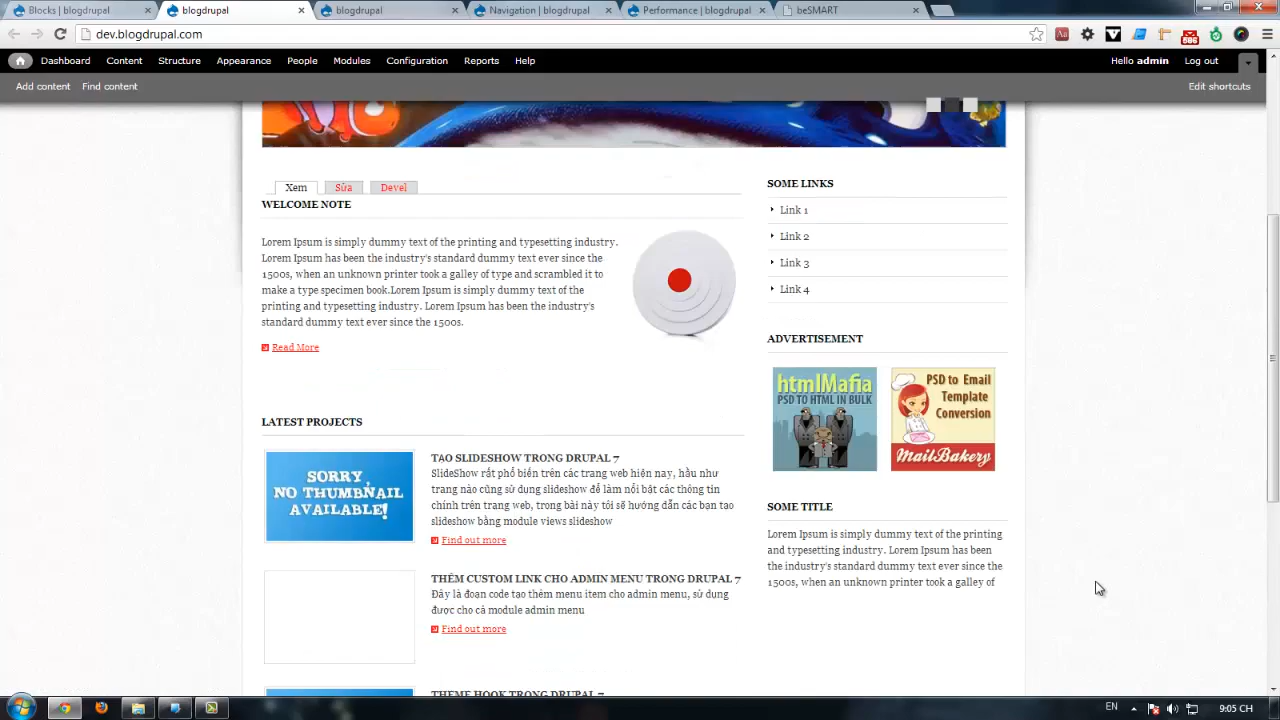 Blocks | blogdrupal
blogdrupal
blogdrupal
Navigation | blogdrupal
Performance | blogdrupal
beSMART
dev.blogdrupal.com
586
Dashboard Content Structure Appearance People Modules Configuration Reports Help
Hello admin Log out
Add content Find content
Edit shortcuts
Xem Sửa Devel
WELCOME NOTE
Lorem Ipsum is simply dummy text of the printing and typesetting industry.
Lorem Ipsum has been the industry's standard dummy text ever since the
1500s, when an unknown printer took a galley of type and scrambled it to
make a type specimen book.Lorem Ipsum is simply dummy text of the
printing and typesetting industry. Lorem Ipsum has been the industry's
standard dummy text ever since the 1500s.
Read More
LATEST PROJECTS
SORRY,
NO THUMBNAIL
AVAILABLE!
TẠO SLIDESHOW TRONG DRUPAL 7
SlideShow rất phổ biến trên các trang web hiện nay, hầu như
trang nào cũng sử dụng slideshow để làm nổi bật các thông tin
chính trên trang web, trong bài này tôi sẽ hướng dẫn các bạn tạo
slideshow bằng module views slideshow
Find out more
THÊM CUSTOM LINK CHO ADMIN MENU TRONG DRUPAL 7
Đây là đoạn code tạo thêm menu item cho admin menu, sử dụng
được cho cả module admin menu
Find out more
THEME HOOK TRONG DRUPAL 7
SOME LINKS
Link 1
Link 2
Link 3
Link 4
ADVERTISEMENT
htmlMafia
PSD TO HTML IN BULK
PSD to Email
Template
Conversion
MailBakery
SOME TITLE
Lorem Ipsum is simply dummy text of the printing
and typesetting industry. Lorem Ipsum has been
the industry's standard dummy text ever since the
1500s, when an unknown printer took a galley of
EN
9:05 CH